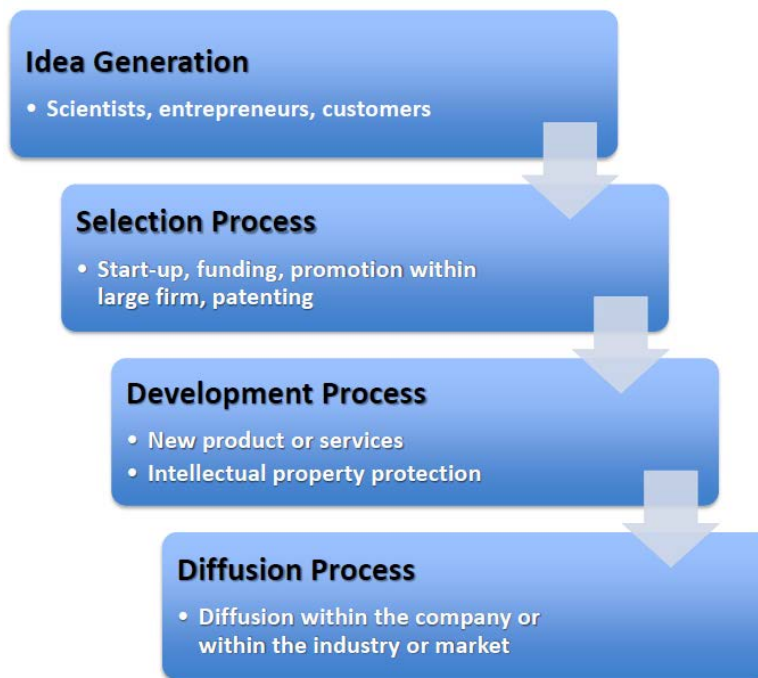 Idea Generation
• Scientists, entrepreneurs, customers
Selection Process
• Start-up, funding, promotion within
large firm, patenting
Development Process
• New product or services
• Intellectual property protection
Diffusion Process
• Diffusion within the company or
within the industry or market